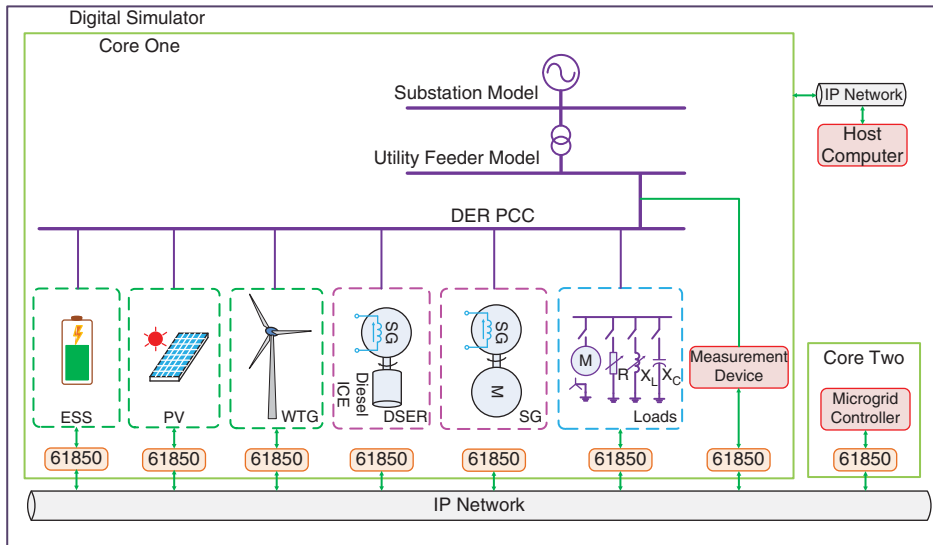 Digital Simulator
Core One
Substation Model
IP Network
Host
Computer
Utility Feeder Model
DER PCC
SG
SG
Diesel
ICE
M
M
R
XL
XC
Measurement
Device
Core Two
Microgrid
Controller
ESS
PV
WTG
DSER
SG
Loads
61850
61850
61850
61850
61850
61850
61850
61850
IP Network